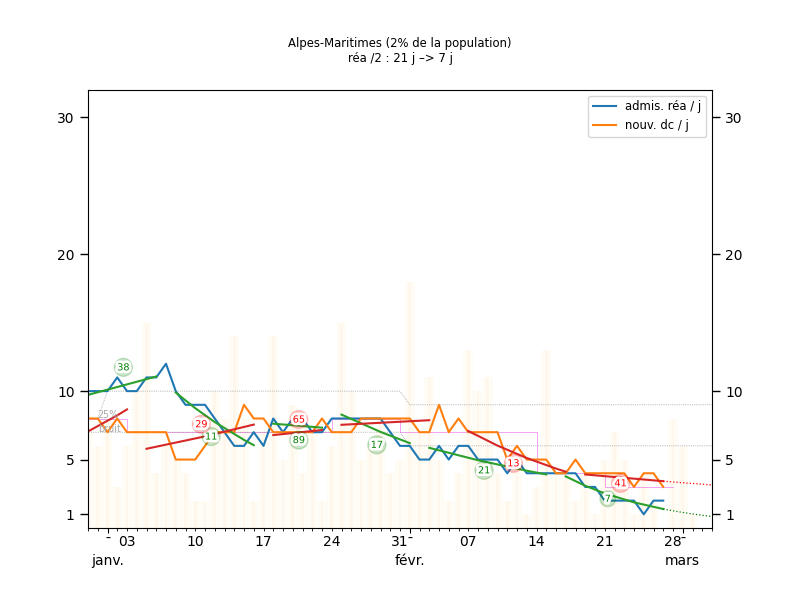 Alpes-Maritimes (2% de la population)
réa /2 : 21 j –> 7 j
admis. réa / j
nouv. dc / j
30 30
20 20
10 10
5 5
1 1
38
25%
29
11
65
89
17
21
13
41
7
03 10 17 24 31 07 14 21 28
janv. févr. mars